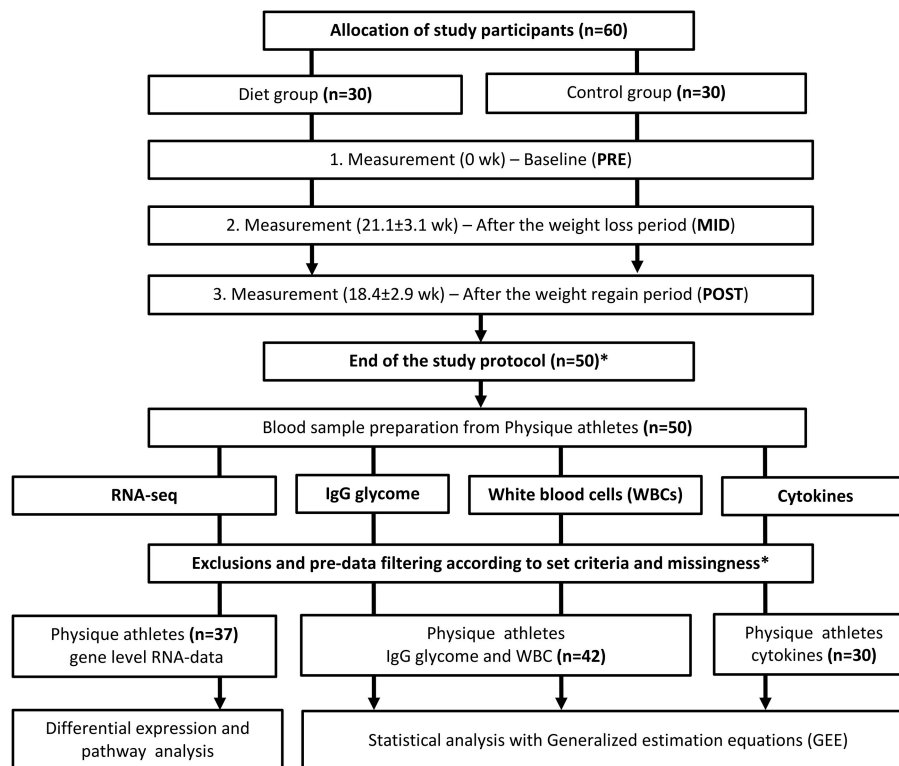 Allocation of study participants (n=60)
Diet group (n=30)
Control group (n=30)
1. Measurement (0 wk) – Baseline (PRE)
2. Measurement (21.1±3.1 wk) – After the weight loss period (MID)
3. Measurement (18.4±2.9 wk) – After the weight regain period (POST)
End of the study protocol (n=50)*
Blood sample preparation from Physique athletes (n=50)
RNA-seq
IgG glycome
White blood cells (WBCs)
Cytokines
Exclusions and pre-data filtering according to set criteria and missingness*
Physique athletes (n=37)
gene level RNA-data
Physique athletes
IgG glycome and WBC (n=42)
Physique athletes
cytokines (n=30)
Differential expression and
pathway analysis
Statistical analysis with Generalized estimation equations (GEE)